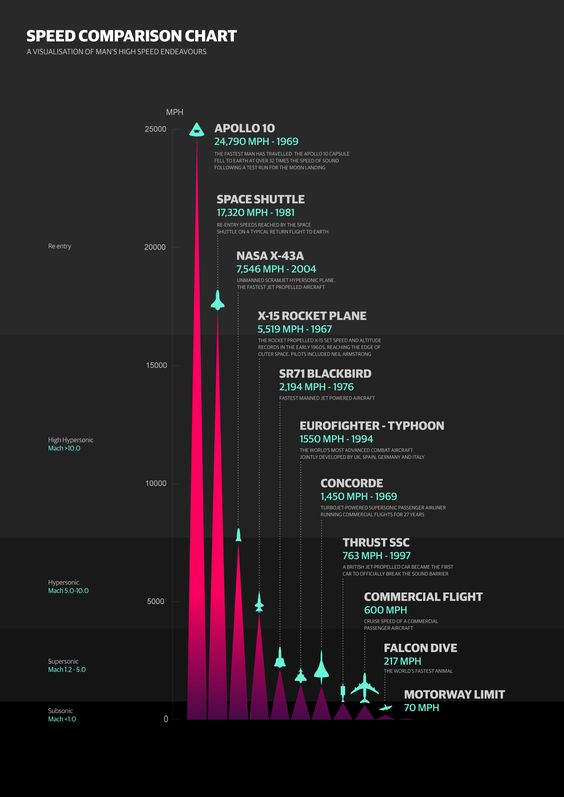 SPEED COMPARISON CHART
A VISUALISATION OF MAN'S HIGH SPEED ENDEAVOURS
MPH
25000
APOLLO 10
24,790 MPH - 1969
THE FASTEST MAN HAS TRAVELLED. THE APOLLO 10 CAPSULE
FELL TO EARTH AT OVER 32 TIMES THE SPEED OF SOUND
FOLLOWING A TEST RUN FOR THE MOON LANDING
SPACE SHUTTLE
17,320 MPH - 1981
RE-ENTRY SPEEDS REACHED BY THE SPACE
SHUTTLE ON A TYPICAL RETURN FLIGHT TO EARTH
Re entry
20000
NASA X-43A
7,546 MPH - 2004
UNMANNED SCRAMJET HYPERSONIC PLANE.
THE FASTEST JET PROPELLED AIRCRAFT
X-15 ROCKET PLANE
5,519 MPH - 1967
THE ROCKET PROPELLED X-15 SET SPEED AND ALTITUDE
RECORDS IN THE EARLY 1960S, REACHING THE EDGE OF
OUTER SPACE. PILOTS INCLUDED NEIL ARMSTRONG
15000
SR71 BLACKBIRD
2,194 MPH - 1976
FASTEST MANNED JET POWERED AIRCRAFT
High Hypersonic
Mach >10.0
EUROFIGHTER - TYPHOON
1550 MPH - 1994
THE WORLD'S MOST ADVANCED COMBAT AIRCRAFT
JOINTLY DEVELOPED BY UK, SPAIN, GERMANY AND ITALY
10000
CONCORDE
1,450 MPH - 1969
TURBOJET-POWERED SUPERSONIC PASSENGER AIRLINER
RUNNING COMMERCIAL FLIGHTS FOR 27 YEARS
THRUST SSC
763 MPH - 1997
A BRITISH JET-PROPELLED CAR BECAME THE FIRST
CAR TO OFFICIALLY BREAK THE SOUND BARRIER
Hypersonic
Mach 5.0-10.0
5000
COMMERCIAL FLIGHT
600 MPH
CRUISE SPEED OF A COMMERCIAL
PASSENGER AIRCRAFT
FALCON DIVE
217 MPH
THE WORLD'S FASTEST ANIMAL
Supersonic
Mach 1.2 - 5.0
MOTORWAY LIMIT
70 MPH
Subsonic
Mach <1.0
0